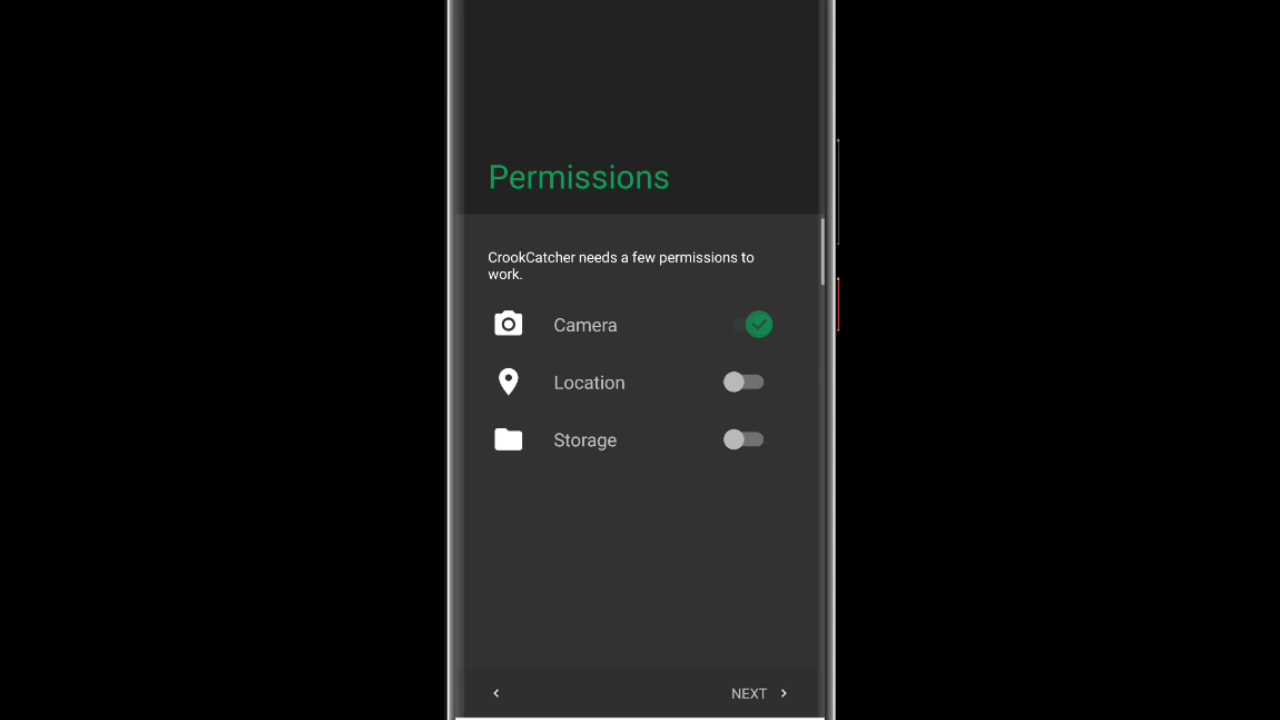 Permissions
CrookCatcher needs a few permissions to
work.
Camera
Location
Storage
NEXT